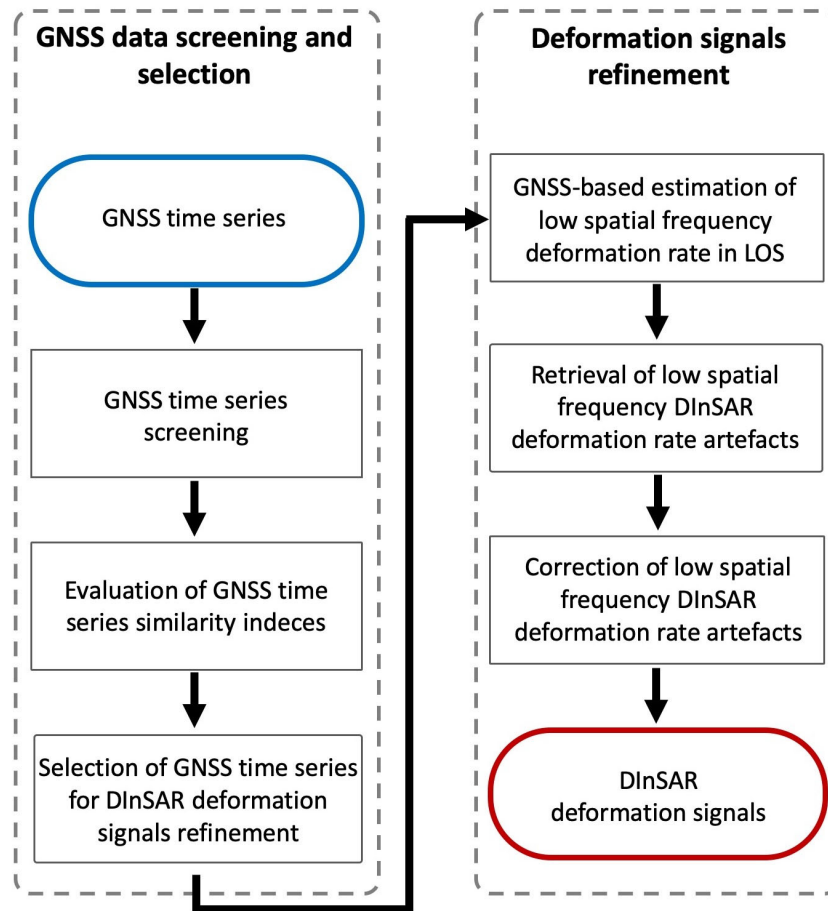 GNSS data screening and
selection
GNSS time series
GNSS time series
screening
Evaluation of GNSS time
series similarity indeces
Selection of GNSS time series
for DInSAR deformation
signals refinement
Deformation signals
refinement
GNSS-based estimation of
low spatial frequency
deformation rate in LOS
Retrieval of low spatial
frequency DInSAR
deformation rate artefacts
Correction of low spatial
frequency DInSAR
deformation rate artefacts
DInSAR
deformation signals